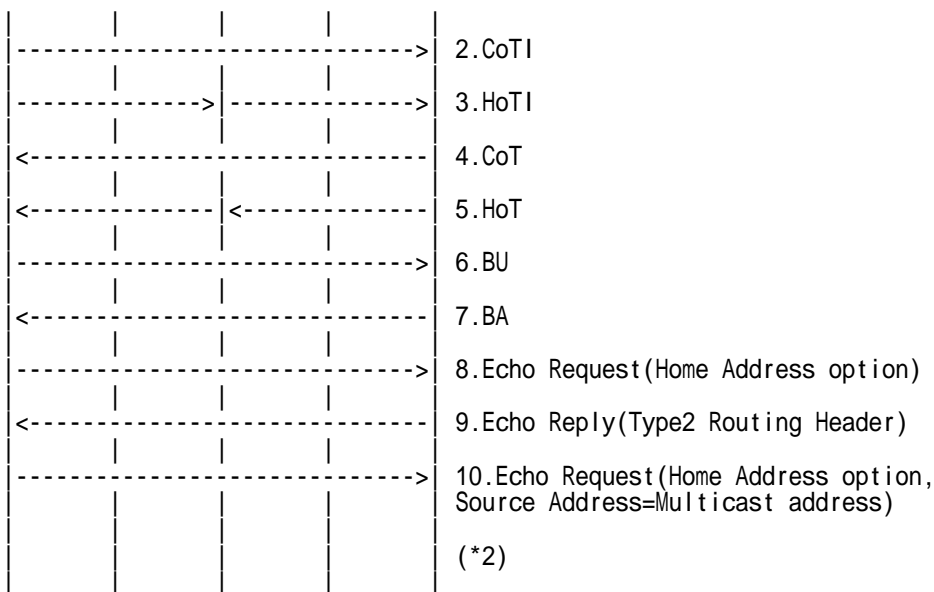 2.CoTI
3.HoTI
4.CoT
5.HoT
6.BU
7.BA
8.Echo Request(Home Address option)
9.Echo Reply(Type2 Routing Header)
10.Echo Request(Home Address option,
Source Address=Multicast address)
(*2)